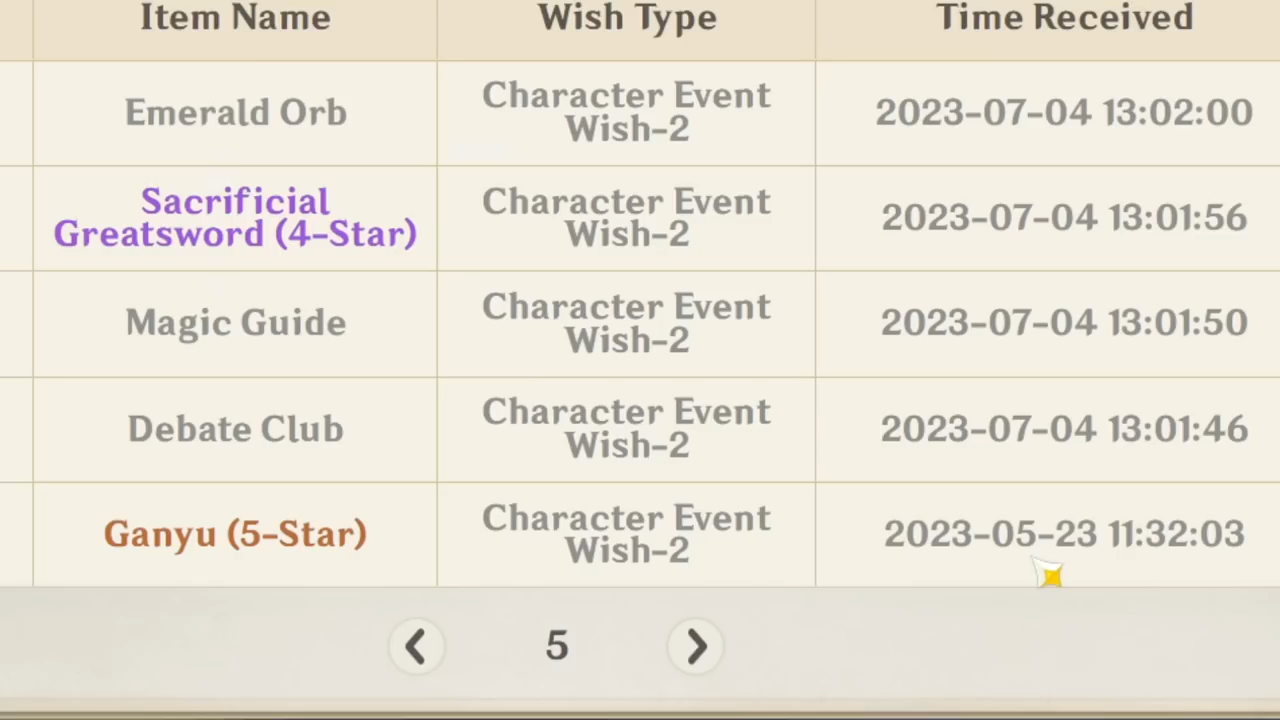 Item Name Wish Type Time Received
Emerald Orb Character Event Wish-2 2023-07-04 13:02:00
Sacrificial Greatsword (4-Star) Character Event Wish-2 2023-07-04 13:01:56
Magic Guide Character Event Wish-2 2023-07-04 13:01:50
Debate Club Character Event Wish-2 2023-07-04 13:01:46
Ganyu (5-Star) Character Event Wish-2 2023-05-23 11:32:03
5